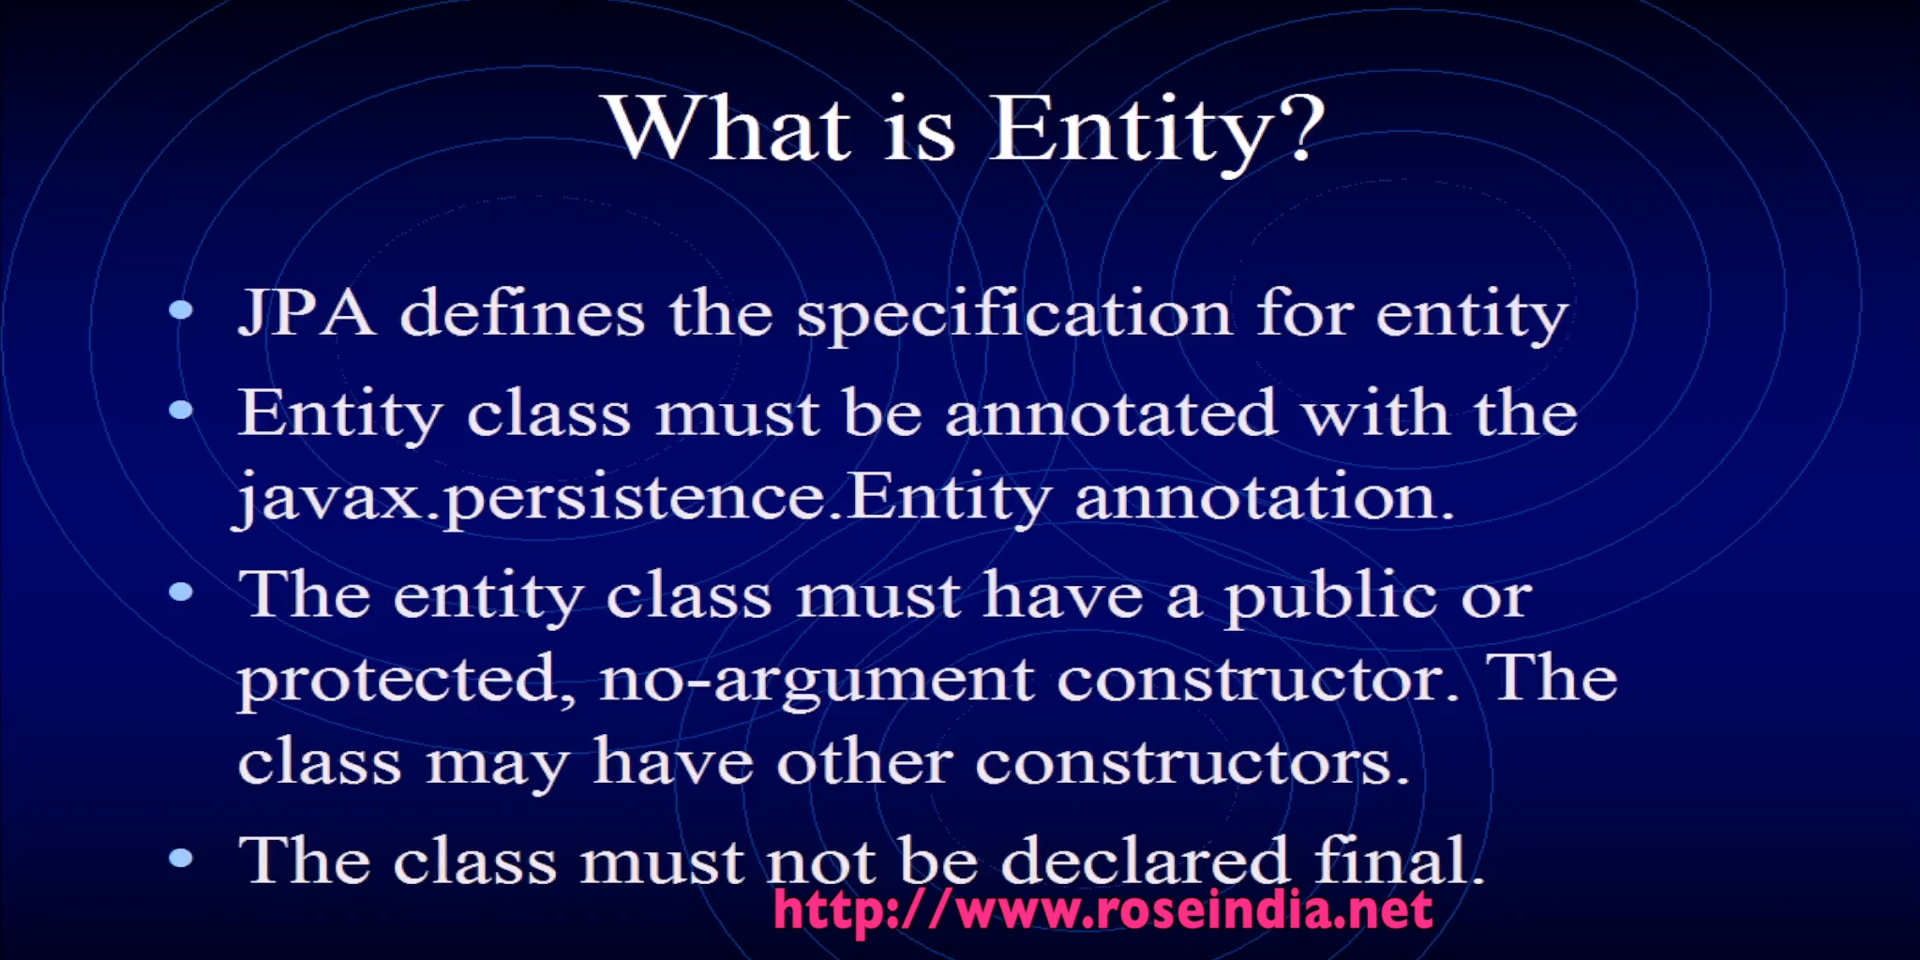 What is Entity?
JPA defines the specification for entity
Entity class must be annotated with the
javax.persistence.Entity annotation.
The entity class must have a public or
protected, no-argument constructor. The
class may have other constructors.
The class must not be declared final.
http://www.roseindia.net